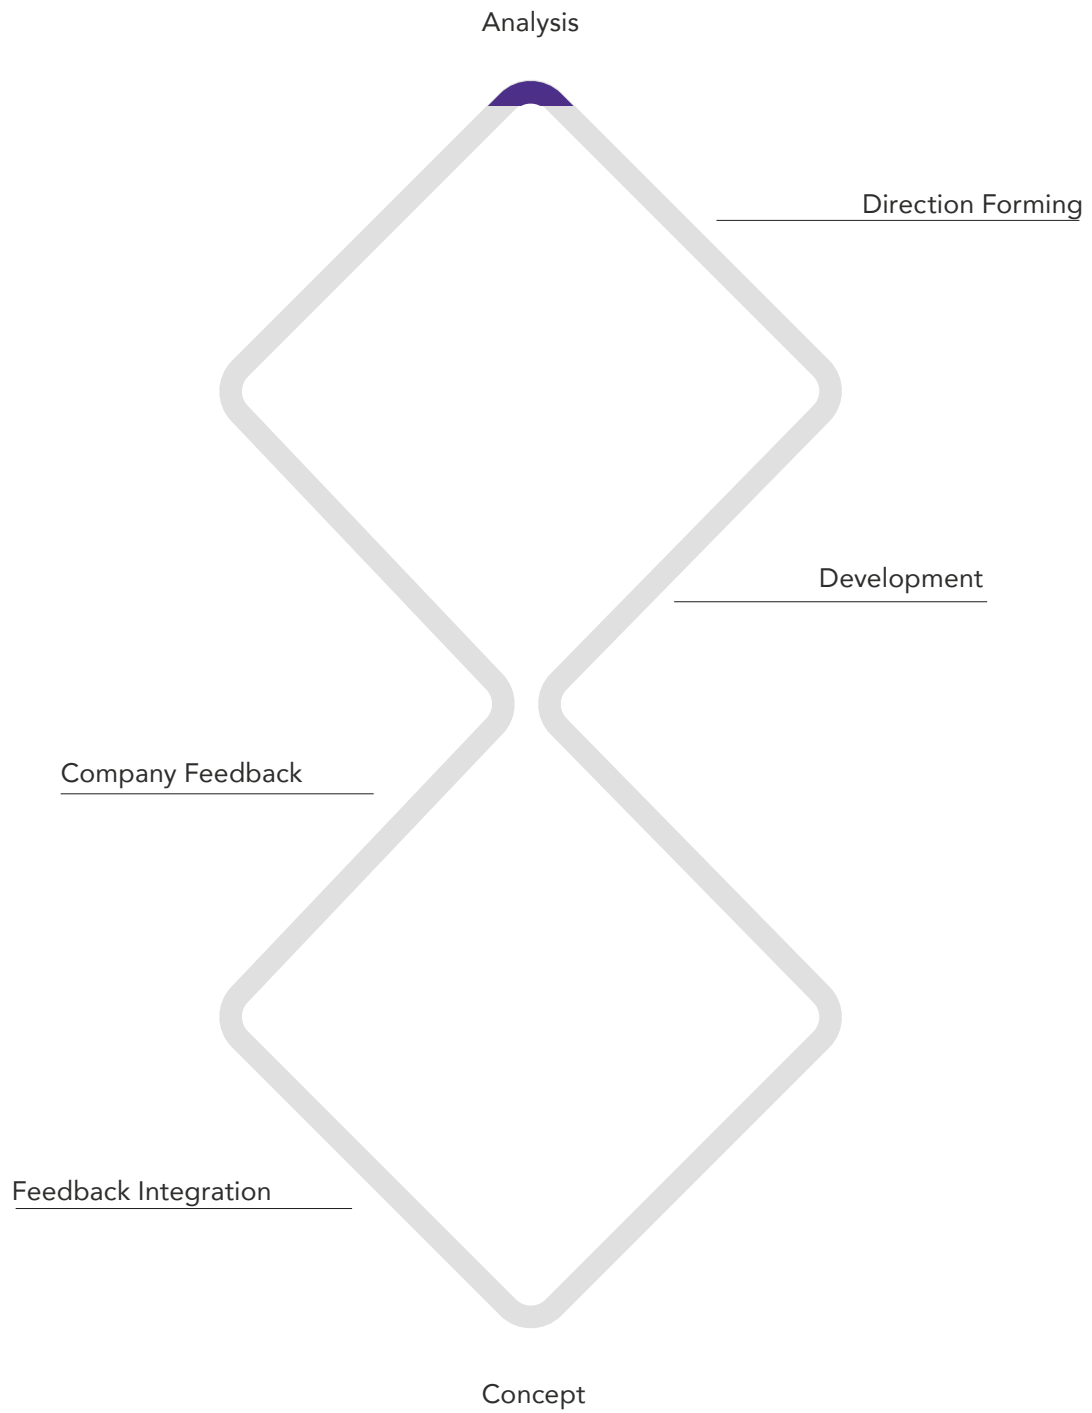 Analysis
Direction Forming
Development
Company Feedback
Feedback Integration
Concept